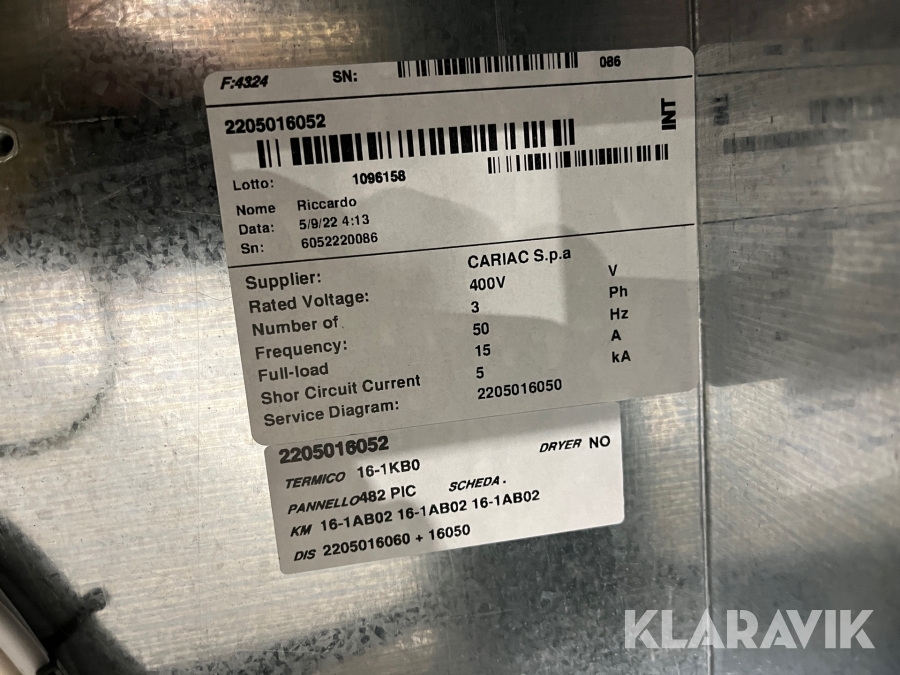 F:4324 SN: 086
2205016052 INT
Lotto: 1096158
Nome Riccardo
Data: 5/9/22 4:13
Sn: 6052220086
Supplier: CARIAC S.p.a
Rated Voltage: 400V V
Number of 3 Ph
Frequency: 50 Hz
Full-load 15 A
Shor Circuit Current 5 kA
Service Diagram: 2205016050
2205016052 DRYER NO
TERMICO 16-1KB0
PANNELLO482 PIC SCHEDA .
KM 16-1AB02 16-1AB02 16-1AB02
DIS 2205016060 + 16050
KLARAVIK